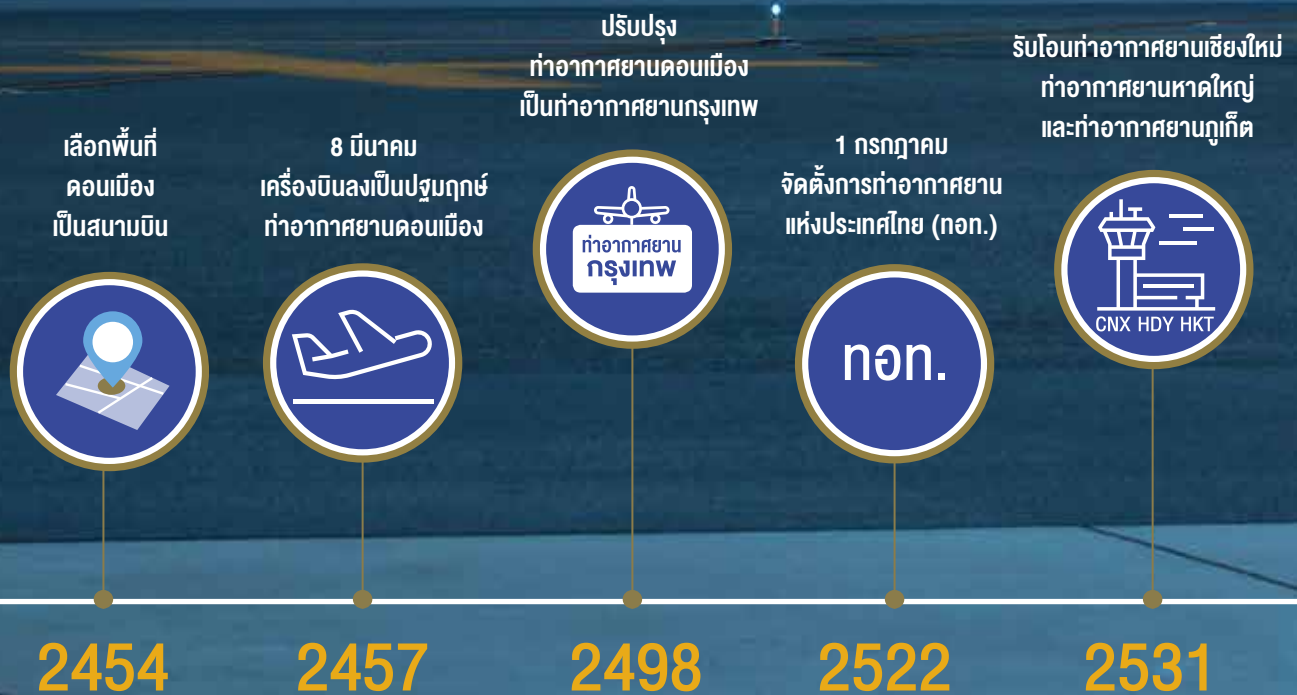 เลือกพื้นที่
ดอนเมือง
เป็นสนามบิน
2454
8 มีนาคม
เครื่องบินลงเป็นปฐมฤกษ์
ท่าอากาศยานดอนเมือง
2457
ปรับปรุง
ท่าอากาศยานดอนเมือง
เป็นท่าอากาศยานกรุงเทพ
ท่าอากาศยาน
กรุงเทพ
2498
1 กรกฎาคม
จัดตั้งการท่าอากาศยาน
แห่งประเทศไทย (ทอท.)
ทอท.
2522
รับโอนท่าอากาศยานเชียงใหม่
ท่าอากาศยานหาดใหญ่
และท่าอากาศยานภูเก็ต
CNX HDY HKT
2531